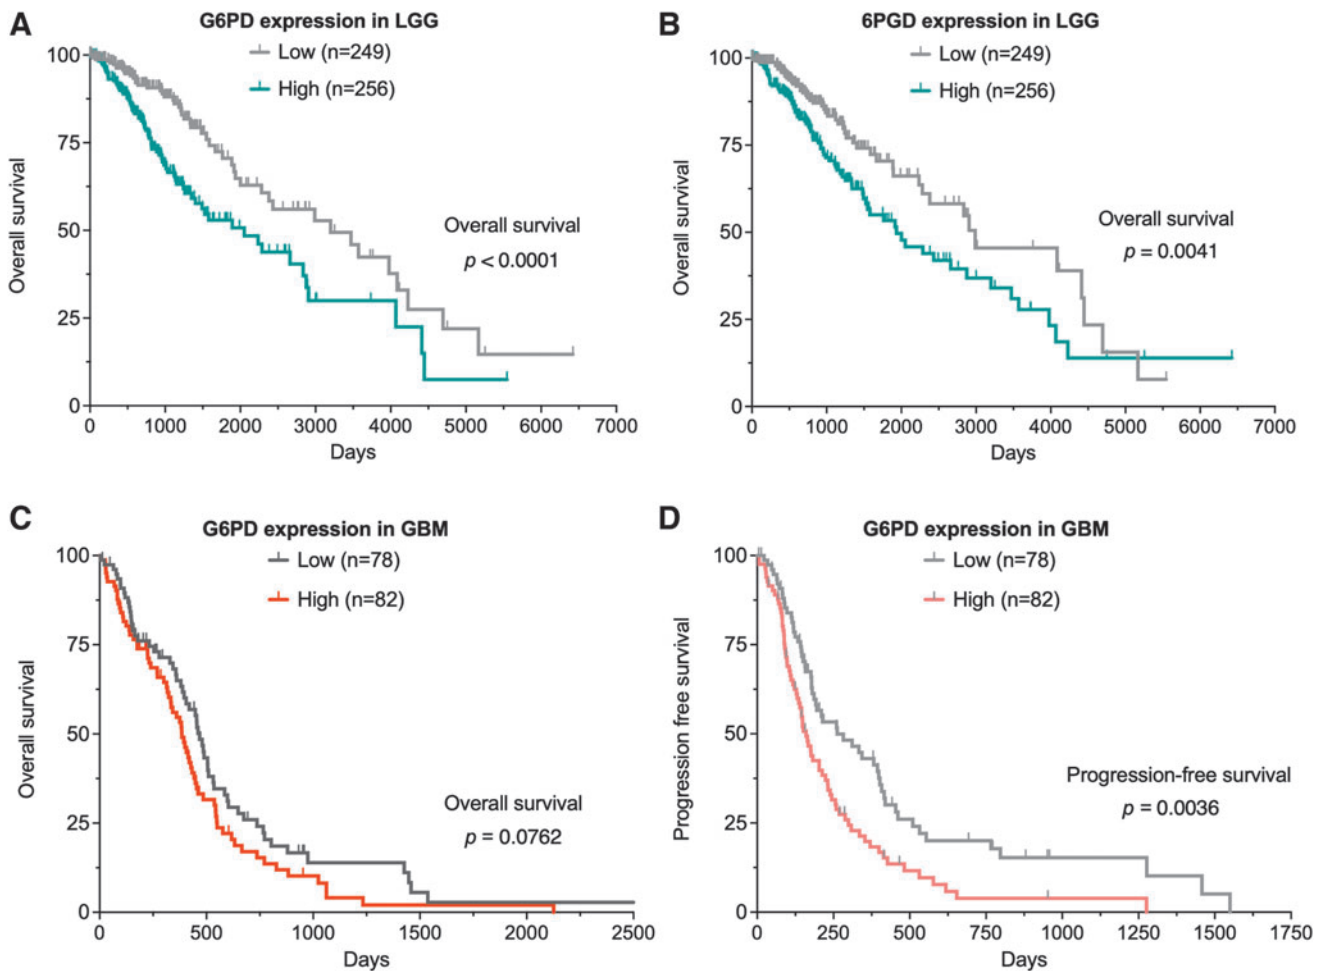 A
G6PD expression in LGG
Low (n=249)
High (n=256)
Overall survival
100
75
50
25
0
Overall survival
p < 0.0001
0 1000 2000 3000 4000 5000 6000 7000
Days
B
6PGD expression in LGG
Low (n=249)
High (n=256)
Overall survival
100
75
50
25
0
Overall survival
p = 0.0041
0 1000 2000 3000 4000 5000 6000 7000
Days
C
G6PD expression in GBM
Low (n=78)
High (n=82)
Overall survival
100
75
50
25
0
Overall survival
p = 0.0762
0 500 1000 1500 2000 2500
Days
D
G6PD expression in GBM
Low (n=78)
High (n=82)
Progression free survival
100
75
50
25
0
Progression-free survival
p = 0.0036
0 250 500 750 1000 1250 1500 1750
Days